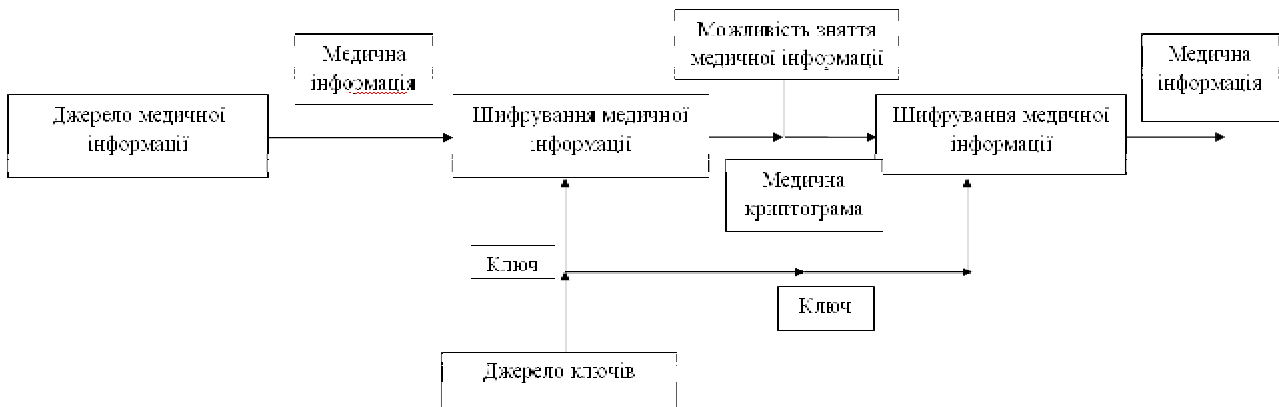 Можливість зняття
медичної інформації
Медична
інформація
Медична
інформація
Джерело медичної
інформації
Шифрування медичної
інформації
Шифрування медичної
інформації
Медична
криптограма
Ключ
Ключ
Джерело ключів